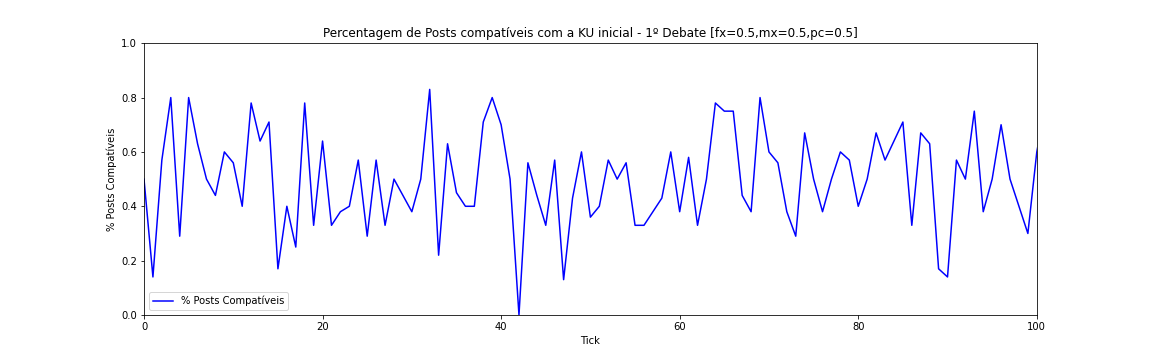 Percentagem de Posts compatíveis com a KU inicial - 1º Debate [fx=0.5,mx=0.5,pc=0.5]
% Posts Compatíveis
1.0
0.8
0.6
0.4
0.2
0.0
% Posts Compatíveis
0 20 40 60 80 100
Tick